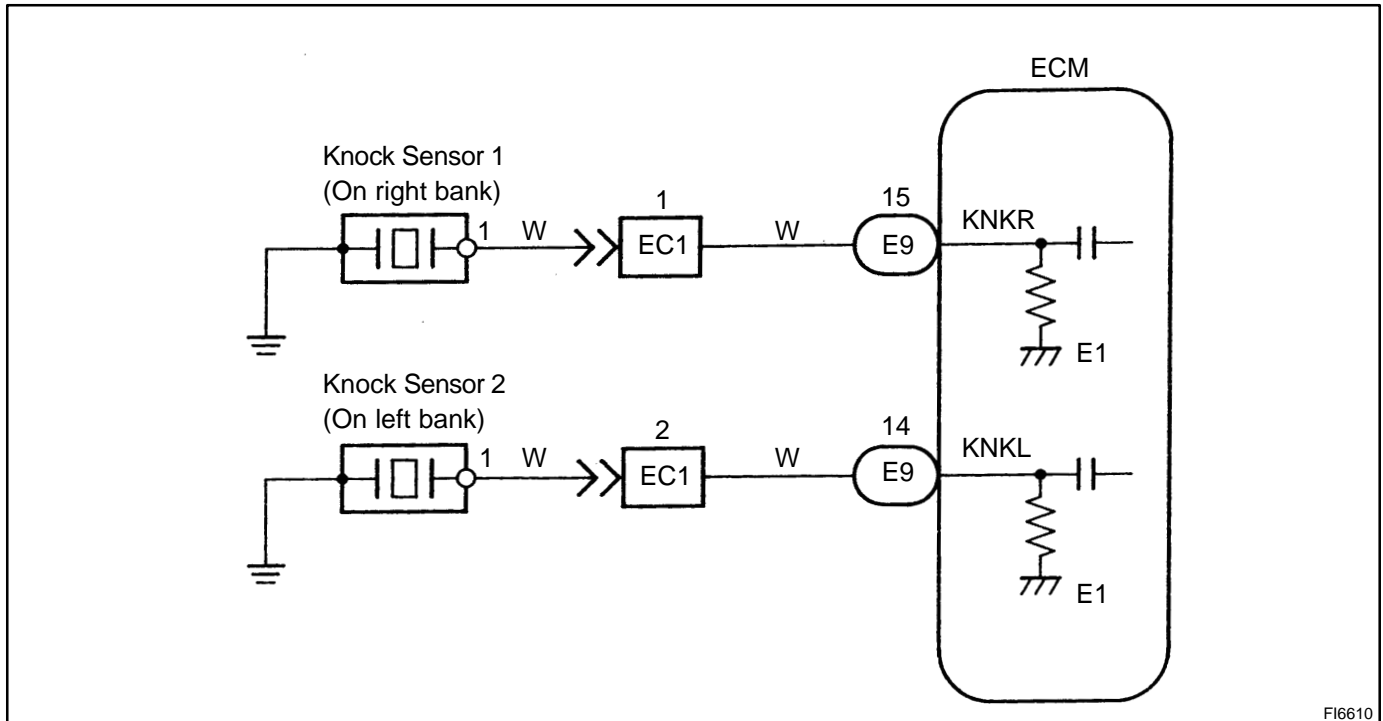 ECM
Knock Sensor 1
(On right bank)
1
W
1
EC1
W
15
E9
KNKR
E1
Knock Sensor 2
(On left bank)
1
W
2
EC1
W
14
E9
KNKL
E1
FI6610